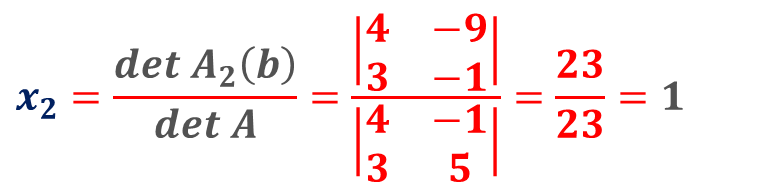 x₂ = det A₂(b) / det A = |4 −9| / |4 −1| = 23 / 23 = 1
|3 −1| / |3 5|